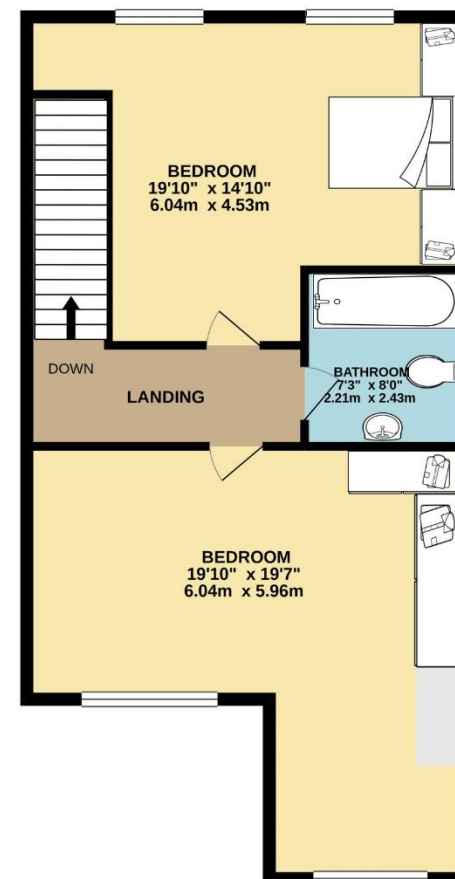 BEDROOM
19'10" x 14'10"
6.04m x 4.53m
DOWN
LANDING
BATHROOM
7'3" x 8'0"
2.21m x 2.43m
BEDROOM
19'10" x 19'7"
6.04m x 5.96m